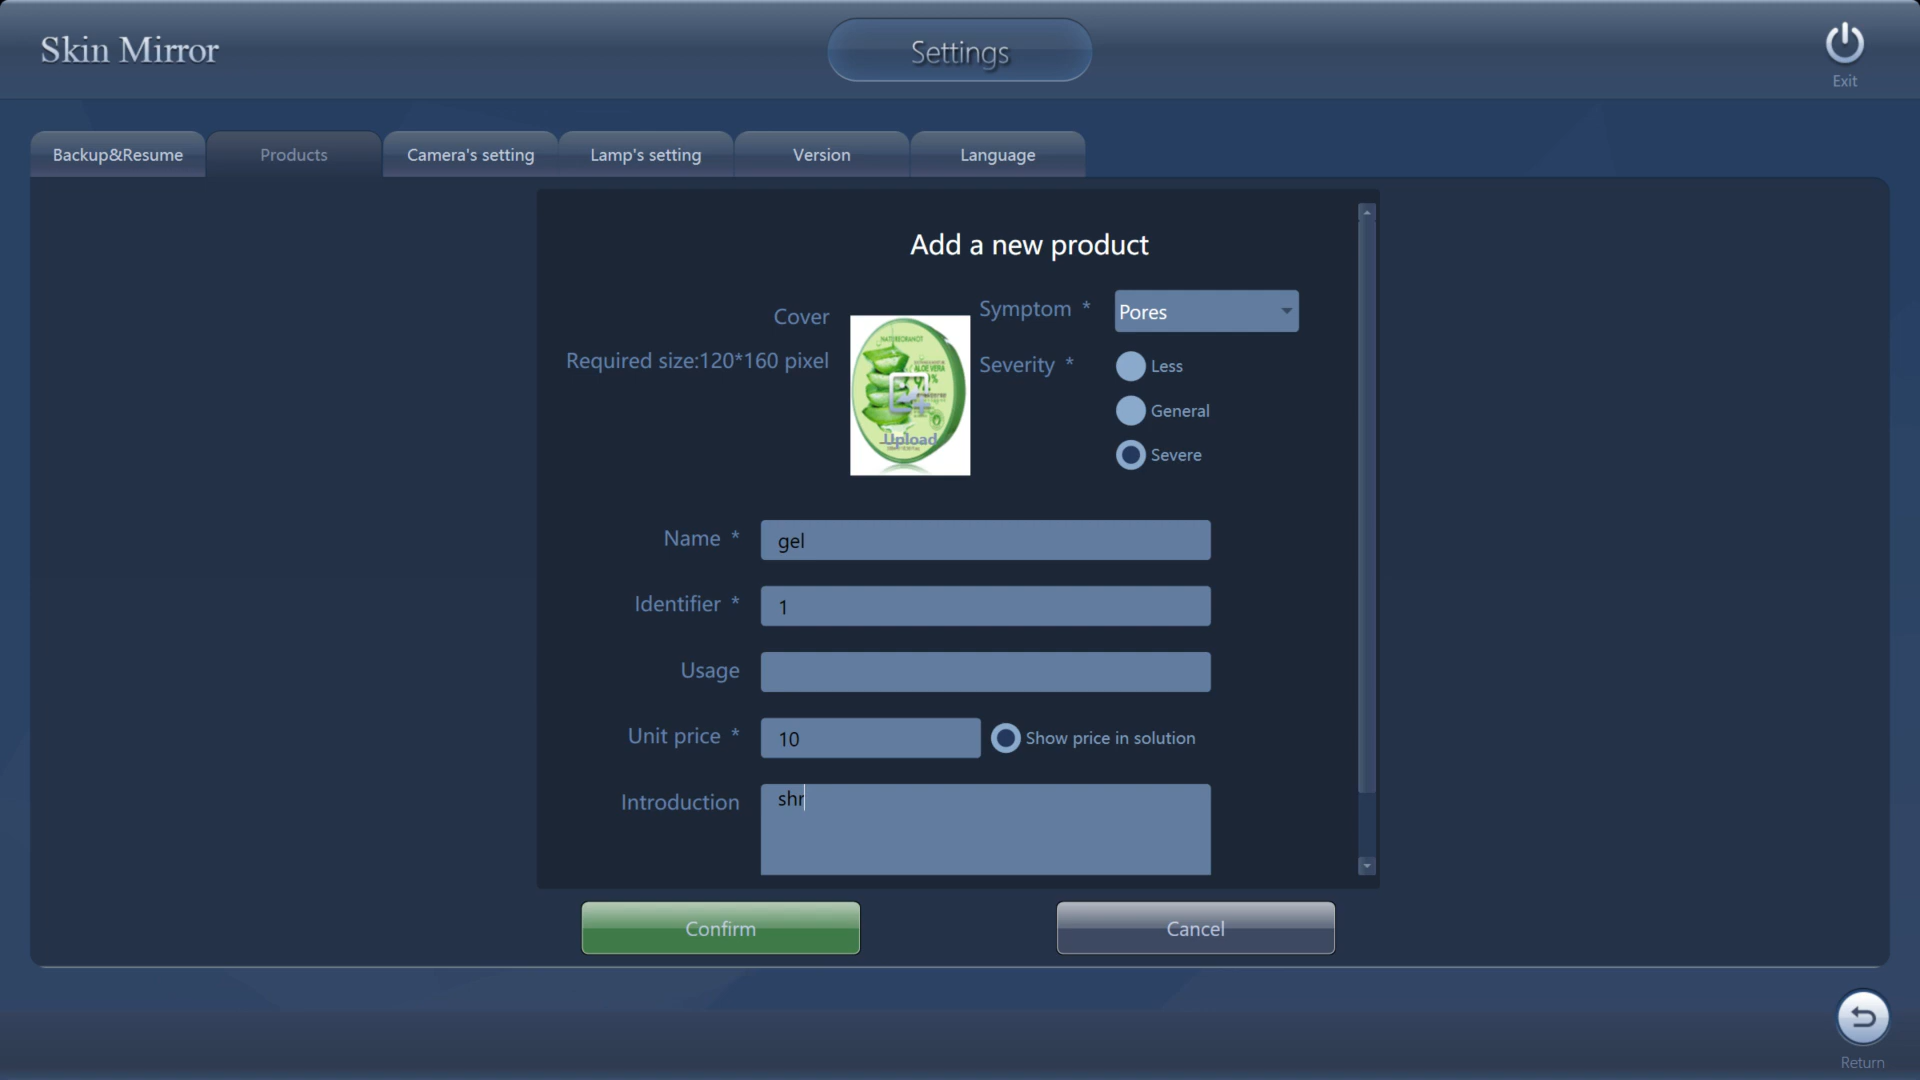 Skin Mirror
Settings
Exit
Backup&Resume
Products
Camera's setting
Lamp's setting
Version
Language
Add a new product
Cover
Required size:120*160 pixel
ALOE VERA
Upload
Symptom *
Pores
Severity *
Less
General
Severe
Name *
gel
Identifier *
1
Usage
Unit price *
10
Show price in solution
Introduction
shr
Confirm
Cancel
Return